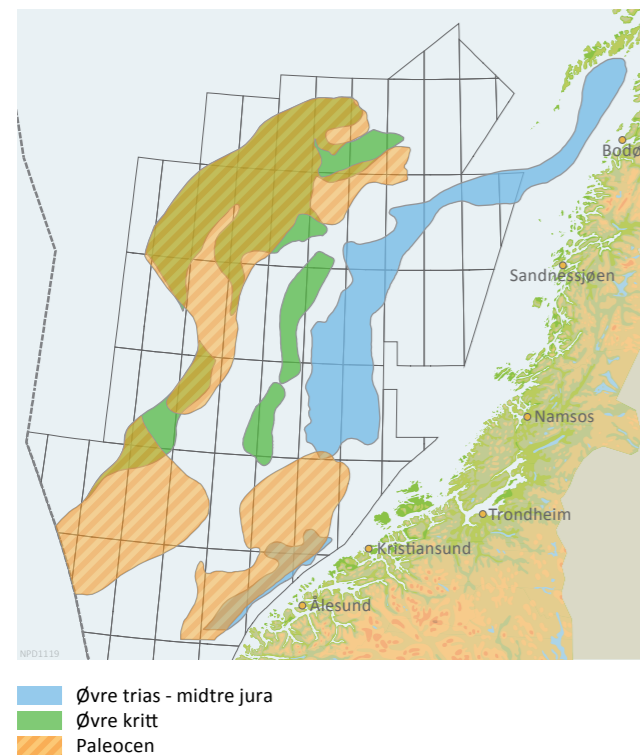 Bodø
Sandnessjøen
Namsos
Trondheim
Kristiansund
Ålesund
NPD1119
Øvre trias - midtre jura
Øvre kritt
Paleocen